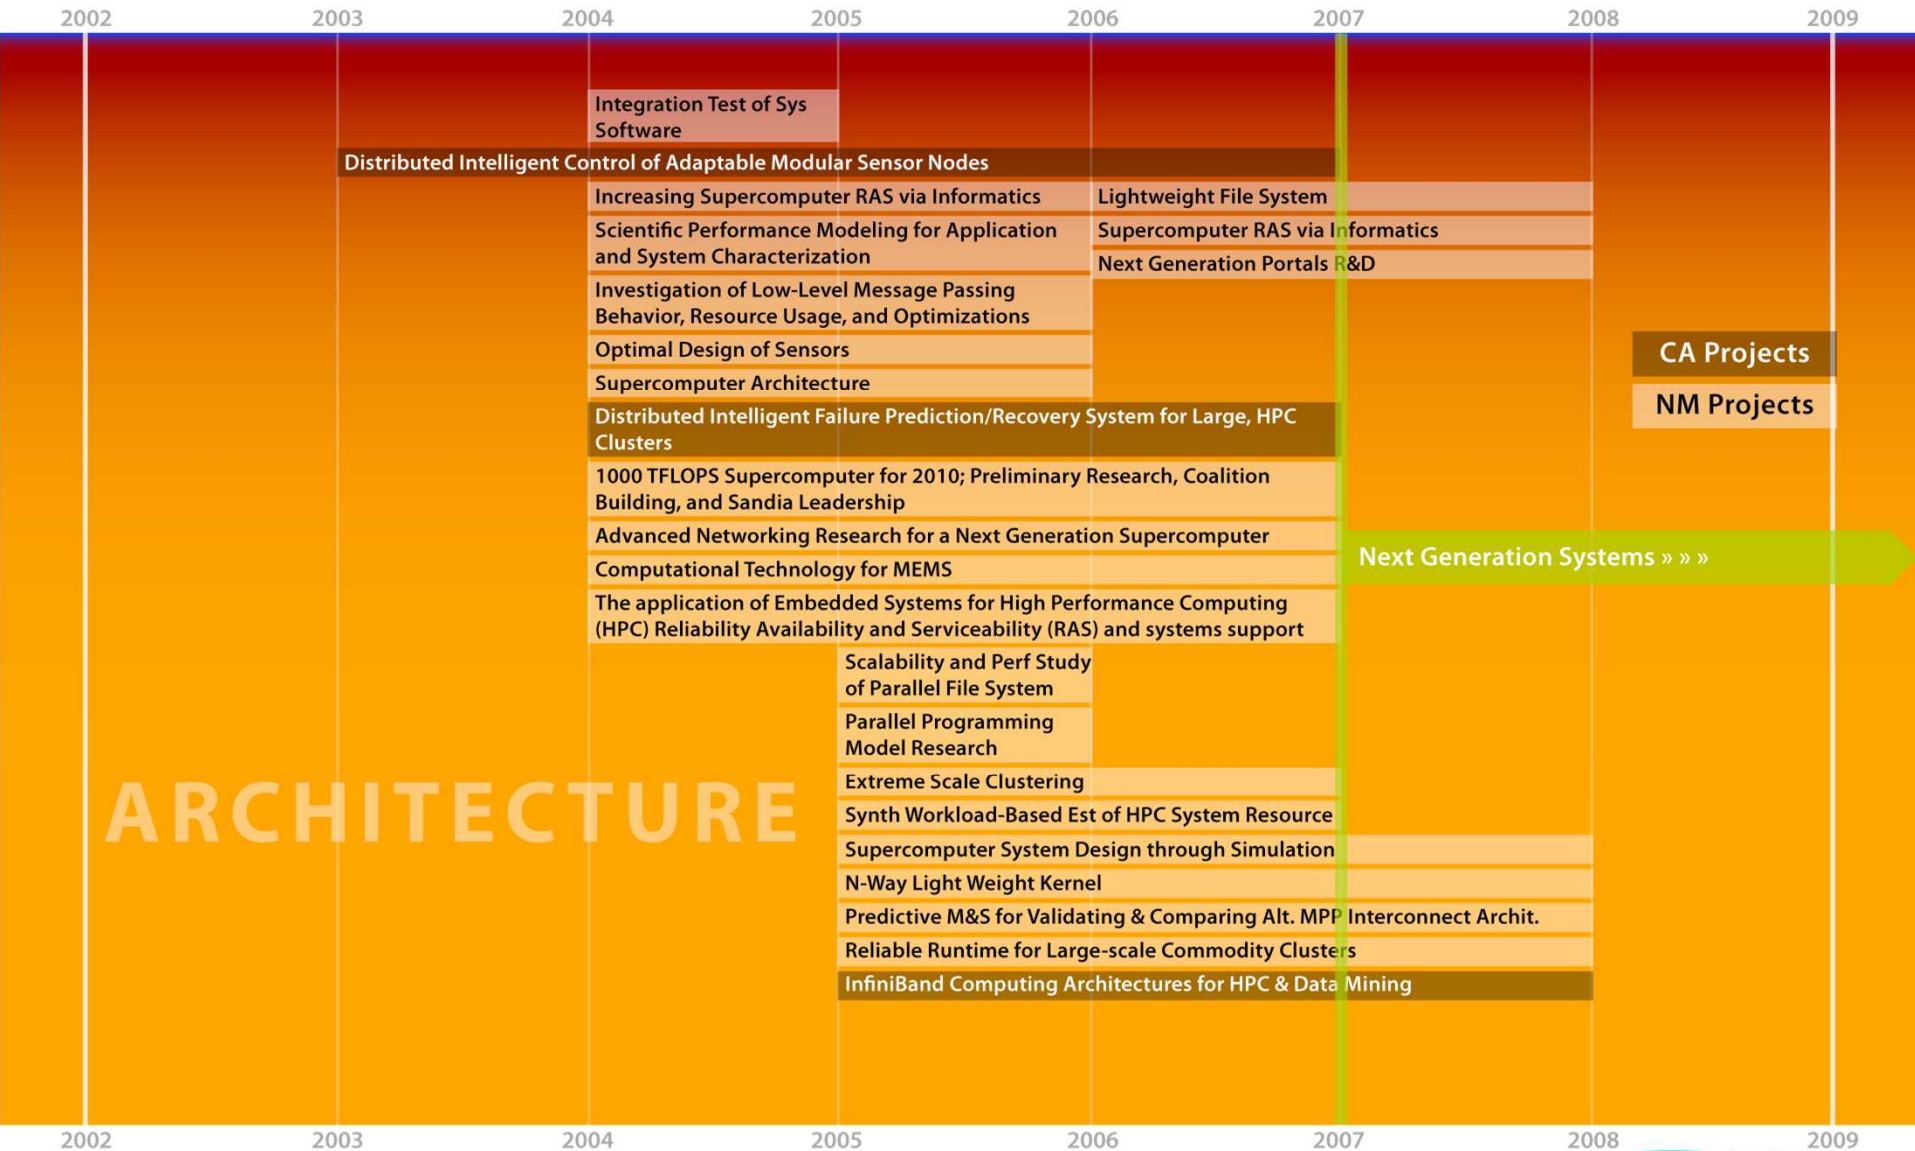 2002 2003 2004 2005 2006 2007 2008 2009
Integration Test of Sys
Software
Distributed Intelligent Control of Adaptable Modular Sensor Nodes
Increasing Supercomputer RAS via Informatics
Lightweight File System
Scientific Performance Modeling for Application
and System Characterization
Supercomputer RAS via Informatics
Next Generation Portals R&D
Investigation of Low-Level Message Passing
Behavior, Resource Usage, and Optimizations
Optimal Design of Sensors
Supercomputer Architecture
CA Projects
NM Projects
Distributed Intelligent Failure Prediction/Recovery System for Large, HPC
Clusters
1000 TFLOPS Supercomputer for 2010; Preliminary Research, Coalition
Building, and Sandia Leadership
Advanced Networking Research for a Next Generation Supercomputer
Next Generation Systems » » »
Computational Technology for MEMS
The application of Embedded Systems for High Performance Computing
(HPC) Reliability Availability and Serviceability (RAS) and systems support
Scalability and Perf Study
of Parallel File System
Parallel Programming
Model Research
Extreme Scale Clustering
ARCHITECTURE
Synth Workload-Based Est of HPC System Resource
Supercomputer System Design through Simulation
N-Way Light Weight Kernel
Predictive M&S for Validating & Comparing Alt. MPP Interconnect Archit.
Reliable Runtime for Large-scale Commodity Clusters
InfiniBand Computing Architectures for HPC & Data Mining
2002 2003 2004 2005 2006 2007 2008 2009